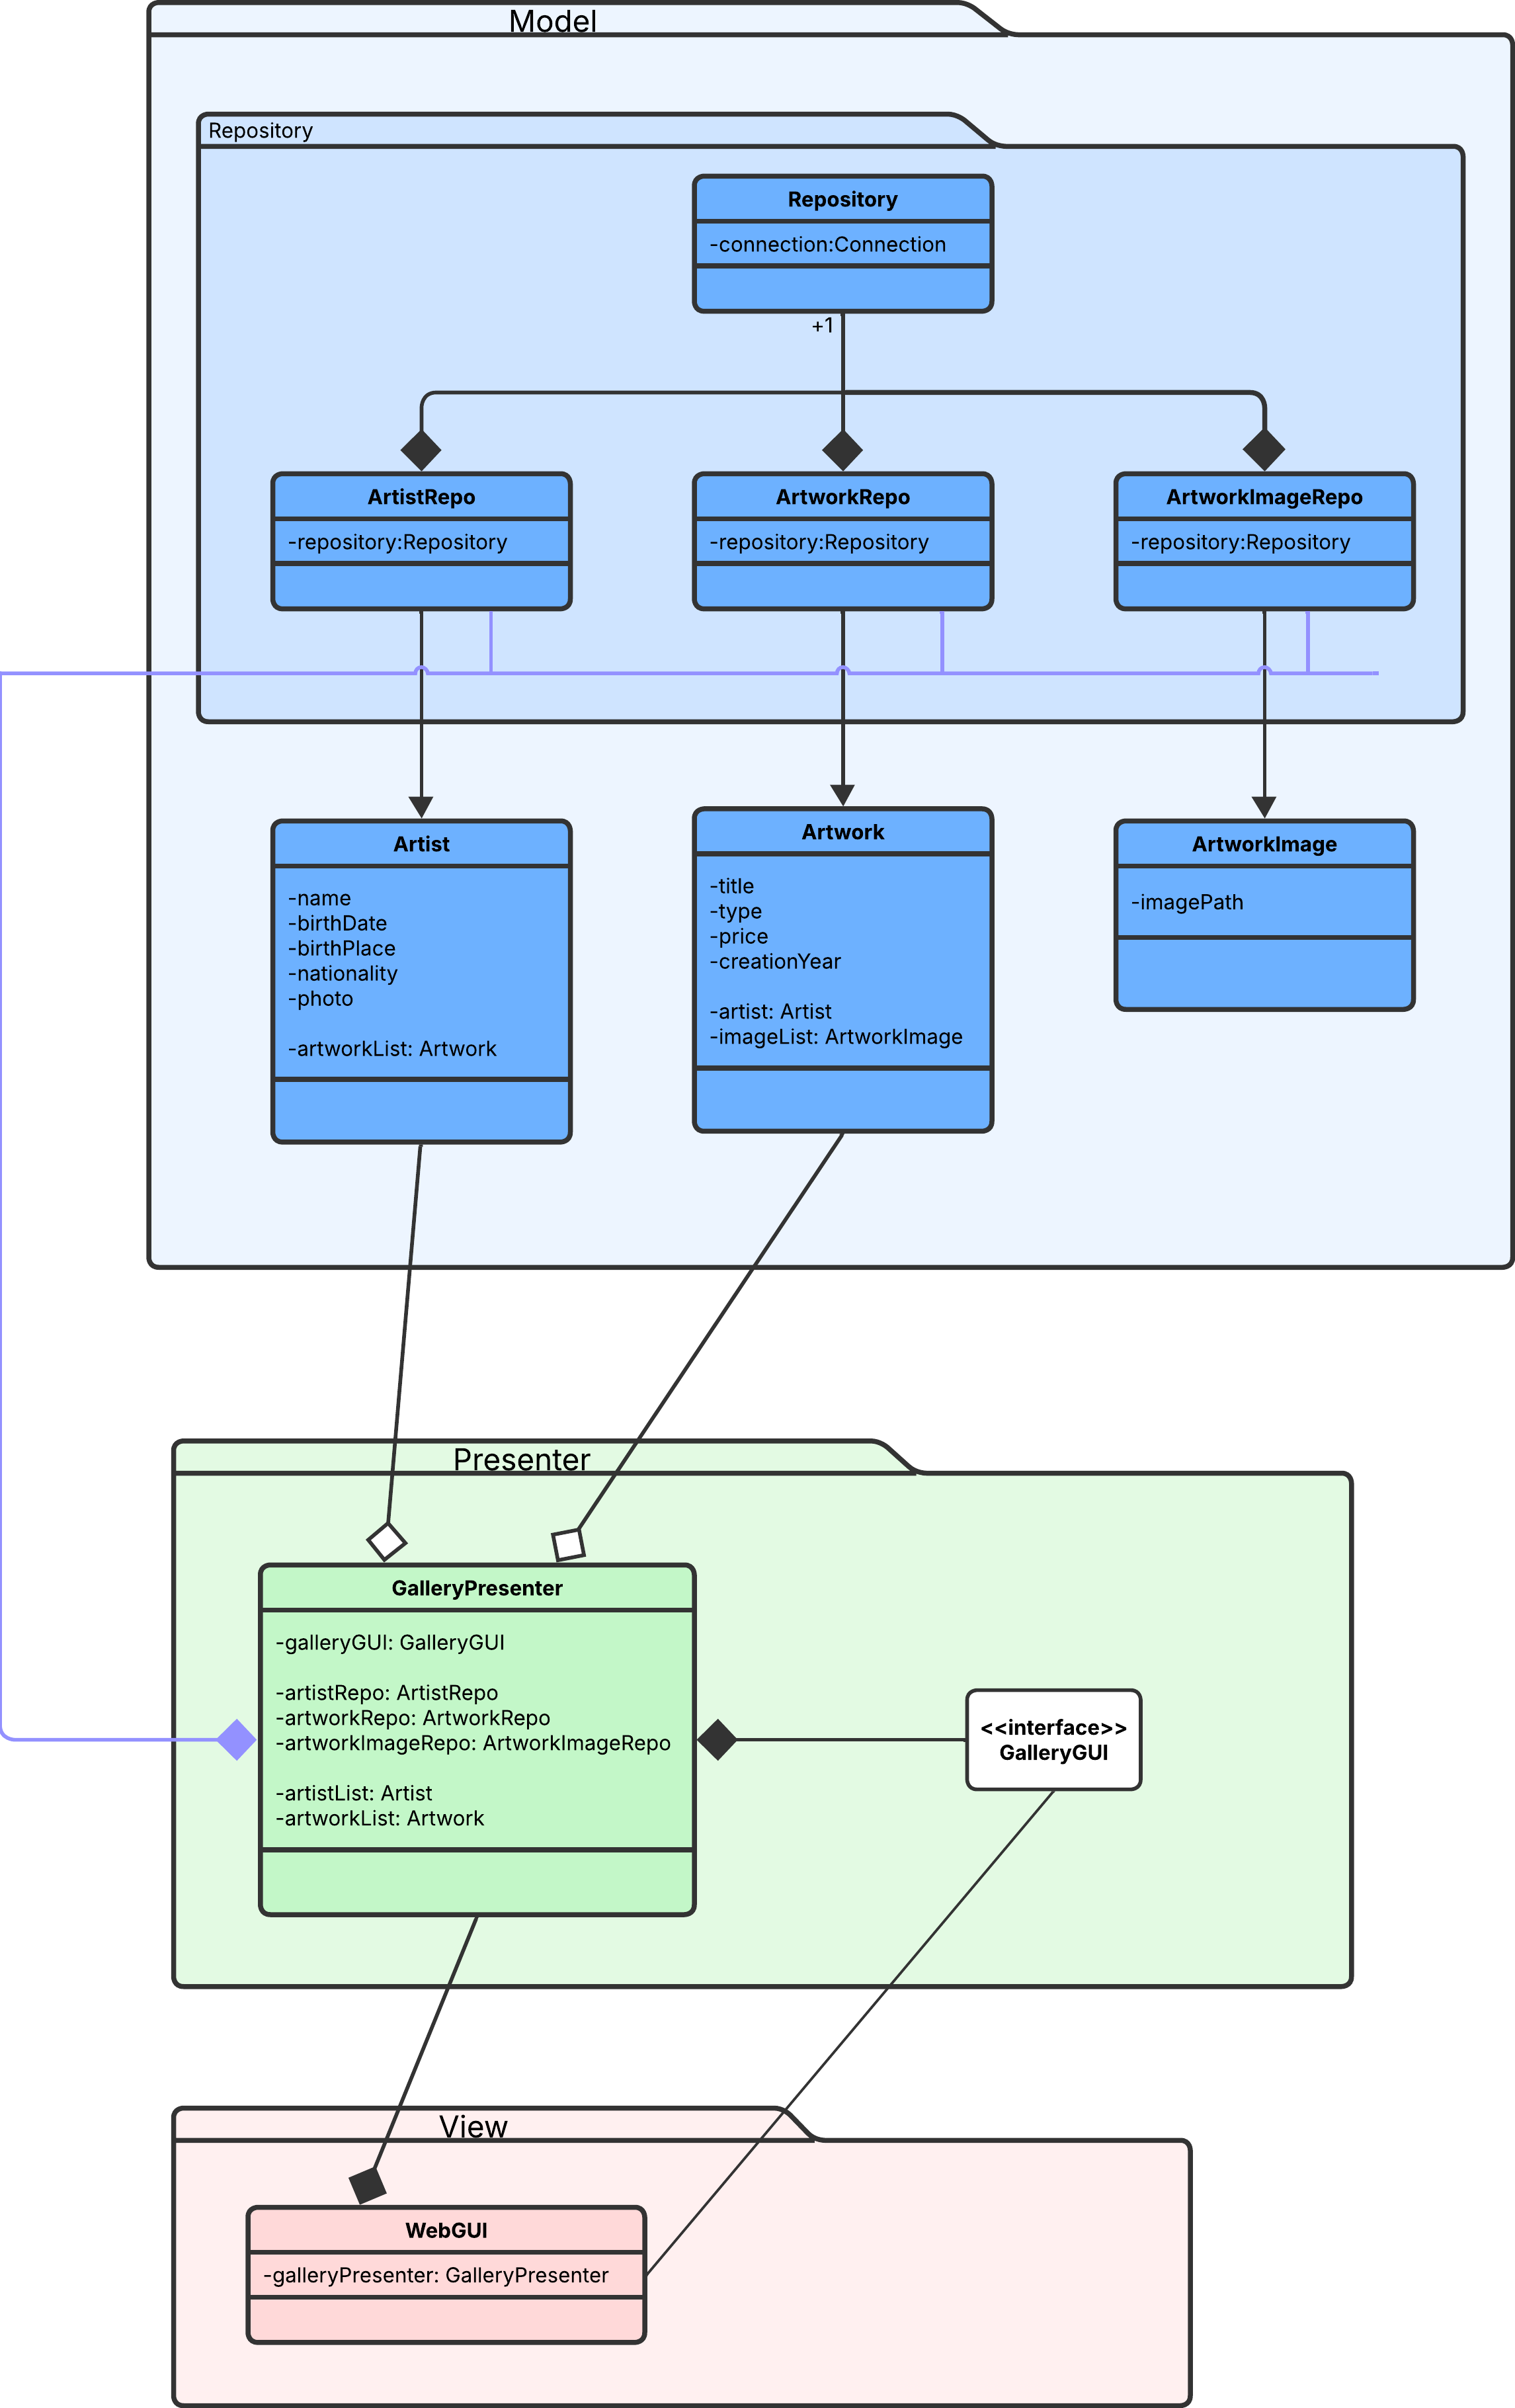 Model
Repository
Repository
-connection:Connection
+1
ArtistRepo
-repository:Repository
ArtworkRepo
-repository:Repository
ArtworkImageRepo
-repository:Repository
Artist
-name
-birthDate
-birthPlace
-nationality
-photo
-artworkList: Artwork
Artwork
-title
-type
-price
-creationYear
-artist: Artist
-imageList: ArtworkImage
ArtworkImage
-imagePath
Presenter
GalleryPresenter
-galleryGUI: GalleryGUI
-artistRepo: ArtistRepo
-artworkRepo: ArtworkRepo
-artworkImageRepo: ArtworkImageRepo
-artistList: Artist
-artworkList: Artwork
<<interface>>
GalleryGUI
View
WebGUI
-galleryPresenter: GalleryPresenter